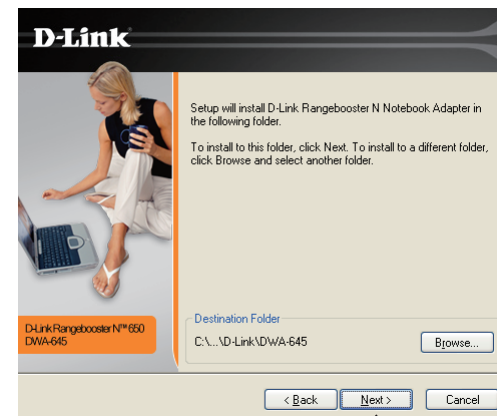 D-Link
Setup will install D-Link Rangebooster N Notebook Adapter in
the following folder.
To install to this folder, click Next. To install to a different folder,
click Browse and select another folder.
D-Link Rangebooster N™ 650
DWA-645
Destination Folder
C:\...\D-Link\DWA-645
Browse...
< Back
Next >
Cancel